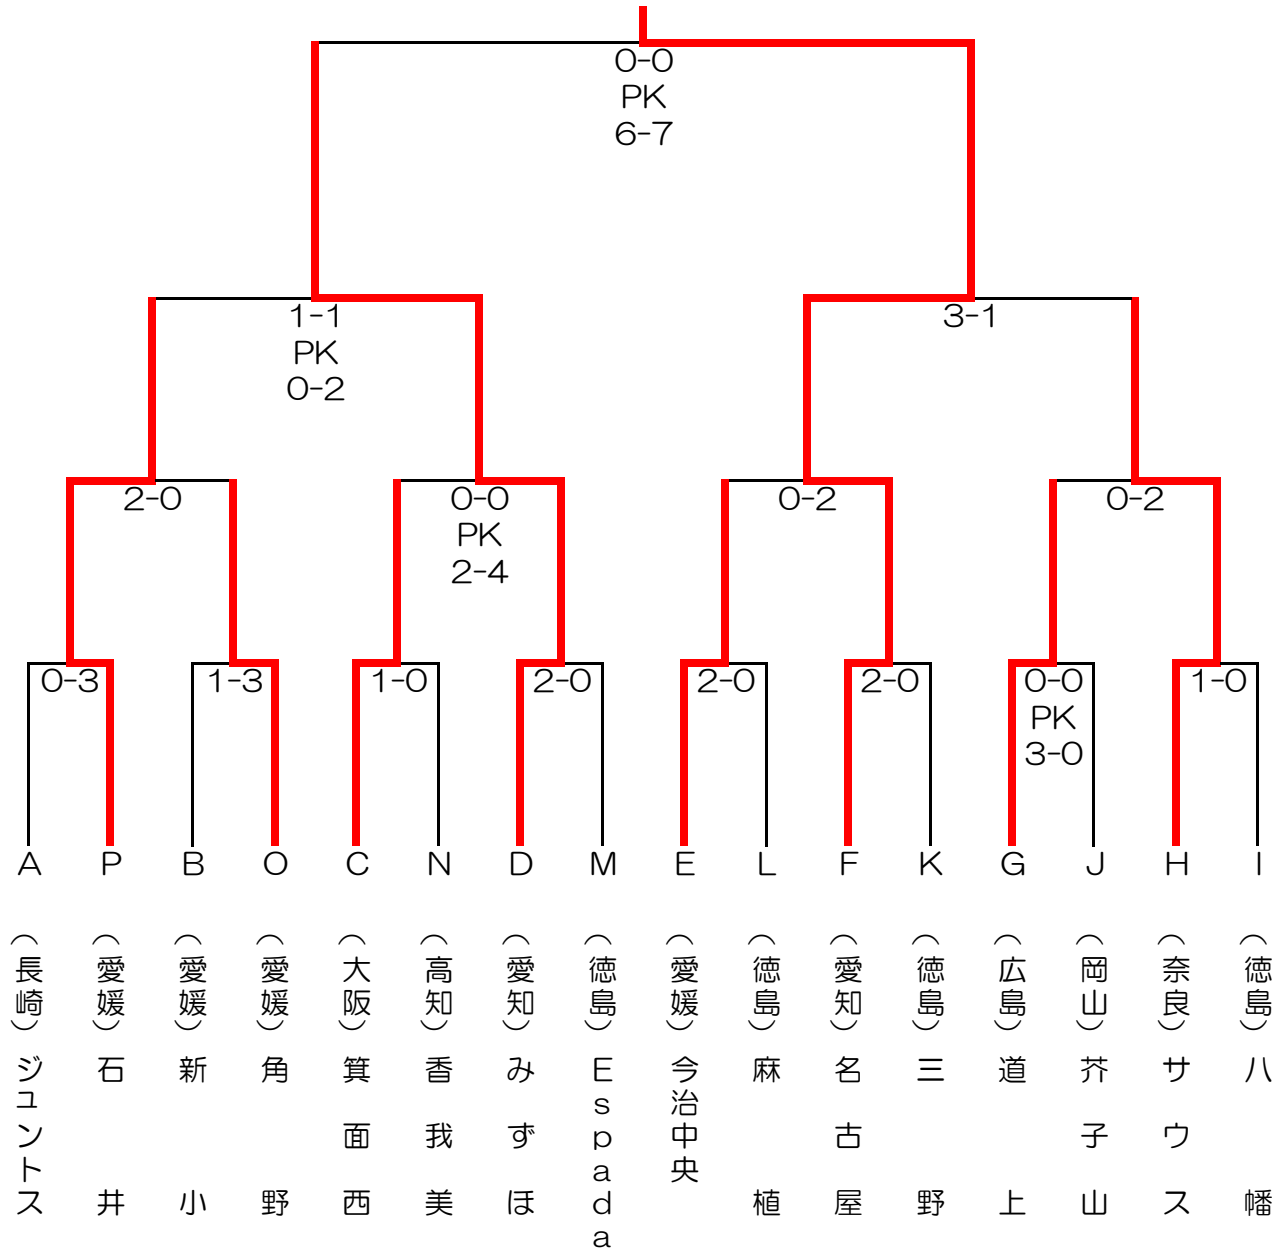 0-0
PK
6-7
1-1
PK
0-2
3-1
2-0
0-0
PK
2-4
0-2
0-2
0-3
1-3
1-0
2-0
2-0
2-0
0-0
PK
3-0
1-0
A
P
B
O
C
N
D
M
E
L
F
K
G
J
H
I
（長崎）ジュントス
（愛媛）石井
（愛媛）新小
（愛媛）角野
（大阪）箕面西
（高知）香我美
（愛知）みずほ
（徳島）Espada
（愛媛）今治中央
（徳島）麻植
（愛知）名古屋
（徳島）三野
（広島）道上
（岡山）芥子山
（奈良）サウス
（徳島）八幡